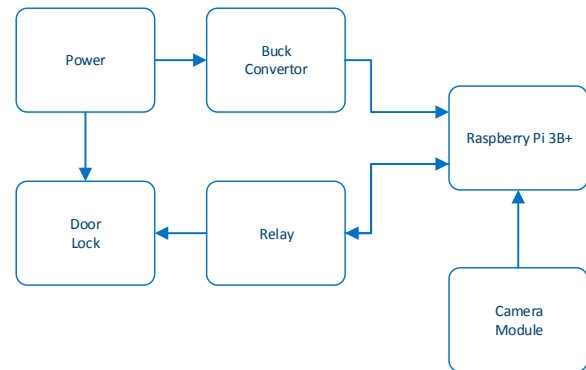 Power
Buck
Convertor
Raspberry Pi 3B+
Door
Lock
Relay
Camera
Module